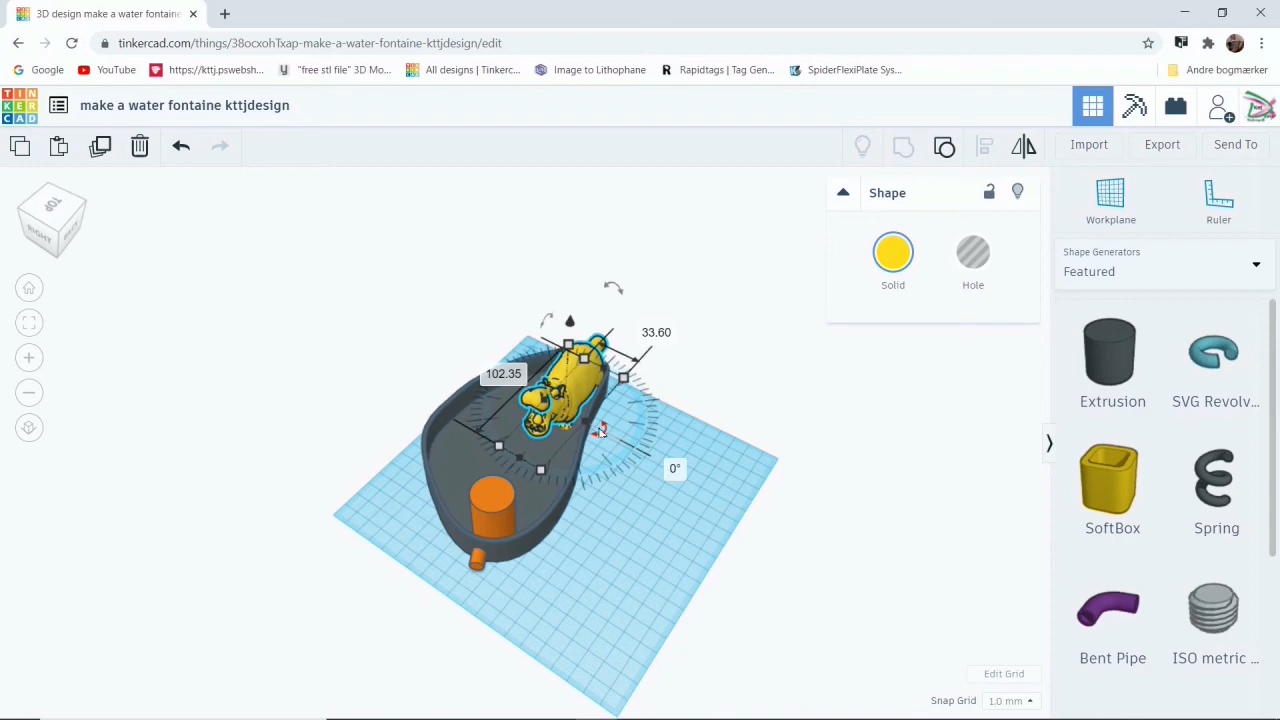 3D design make a water fontaine
tinkercad.com/things/38ocxohTxap-make-a-water-fontaine-kttjdesign/edit
Google YouTube https://kttj.pswebsh... "free stl file" 3D Mo... All designs | Tinkerc... Image to Lithophane Rapidtags | Tag Gen... SpiderFlexiPlate Sys... Andre bogmærker
TIN
KER
CAD
make a water fontaine kttjdesign
Import Export Send To
TOP
RIGHT
Shape
Solid Hole
Workplane Ruler
Shape Generators
Featured
33.60
102.35
0°
Extrusion SVG Revolv...
SoftBox Spring
Bent Pipe ISO metric ...
Edit Grid
Snap Grid 1.0 mm